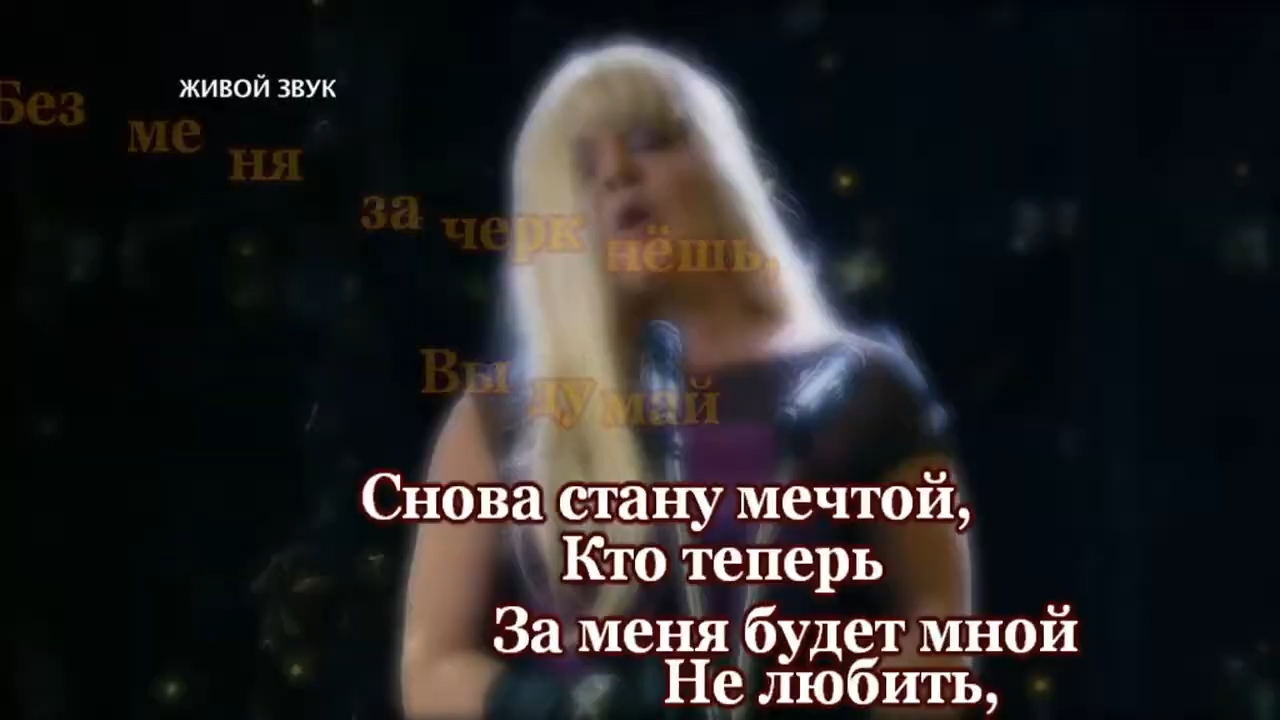 ЖИВОЙ ЗВУК
Без ме ня
за черк нёшь,
Вы ду май
Снова стану мечтой,
Кто теперь
За меня будет мной
Не любить,